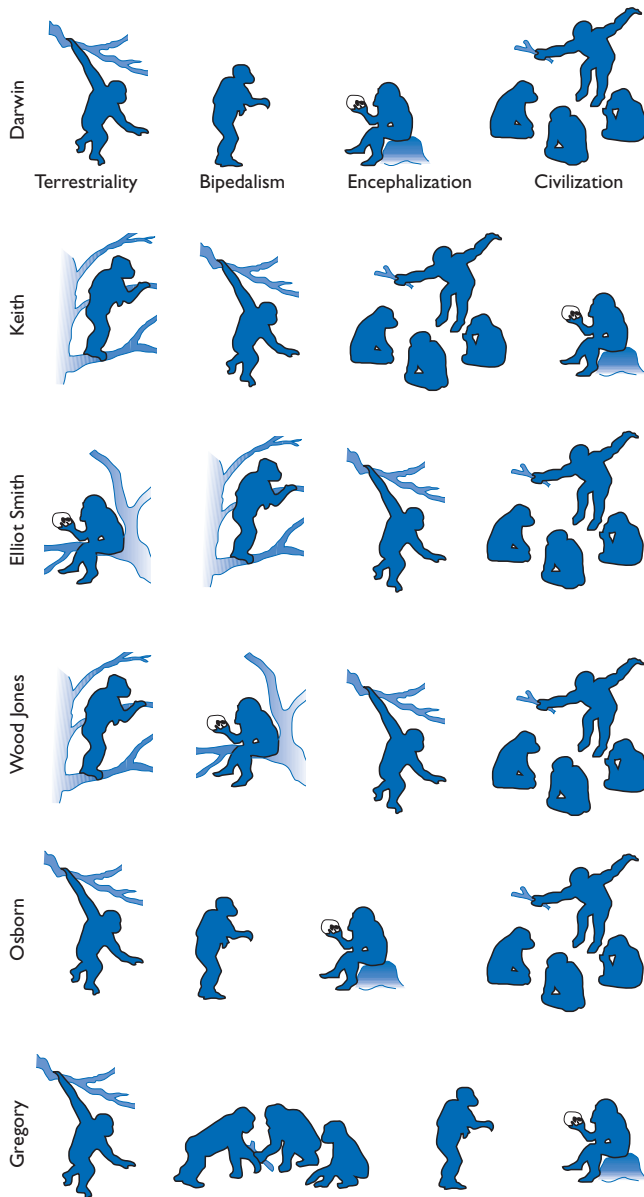 Darwin
Terrestriality
Bipedalism
Encephalization
Civilization
Keith
Elliot Smith
Wood Jones
Osborn
Gregory